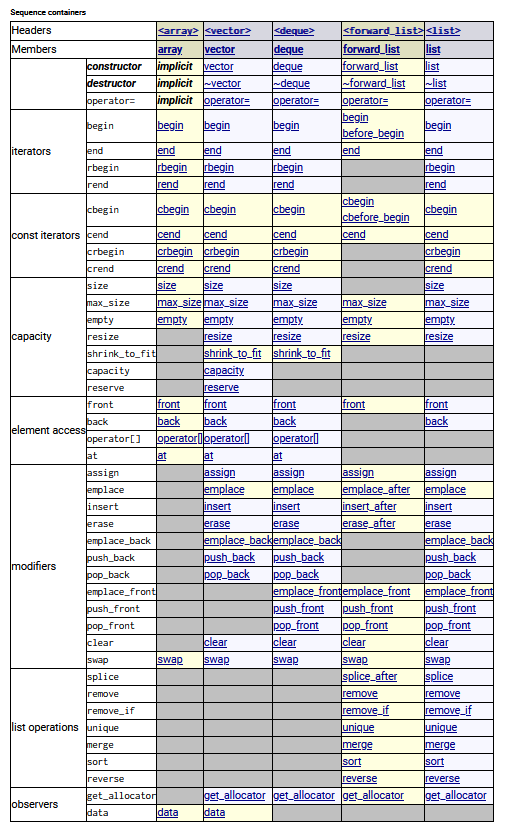 Sequence containers
Headers <array> <vector> <deque> <forward_list> <list>
Members array vector deque forward_list list
constructor implicit vector deque forward_list list
destructor implicit ~vector ~deque ~forward_list ~list
operator= implicit operator= operator= operator= operator=
iterators
begin begin begin begin begin before_begin begin
end end end end end end
rbegin rbegin rbegin rbegin rbegin
rend rend rend rend rend
const iterators
cbegin cbegin cbegin cbegin cbegin cbefore_begin cbegin
cend cend cend cend cend cend
crbegin crbegin crbegin crbegin crbegin
crend crend crend crend crend
capacity
size size size size size
max_size max_size max_size max_size max_size max_size
empty empty empty empty empty empty
resize resize resize resize resize
shrink_to_fit shrink_to_fit shrink_to_fit
capacity capacity
reserve reserve
element access
front front front front front front
back back back back back
operator[] operator[] operator[] operator[]
at at at at
modifiers
assign assign assign assign assign
emplace emplace emplace emplace_after emplace
insert insert insert insert_after insert
erase erase erase erase_after erase
emplace_back emplace_back emplace_back emplace_back
push_back push_back push_back push_back
pop_back pop_back pop_back pop_back
emplace_front emplace_front emplace_front emplace_front
push_front push_front push_front push_front
pop_front pop_front pop_front pop_front
clear clear clear clear clear
swap swap swap swap swap swap
list operations
splice splice_after splice
remove remove remove
remove_if remove_if remove_if
unique unique unique
merge merge merge
sort sort sort
reverse reverse reverse
observers
get_allocator get_allocator get_allocator get_allocator get_allocator
data data data